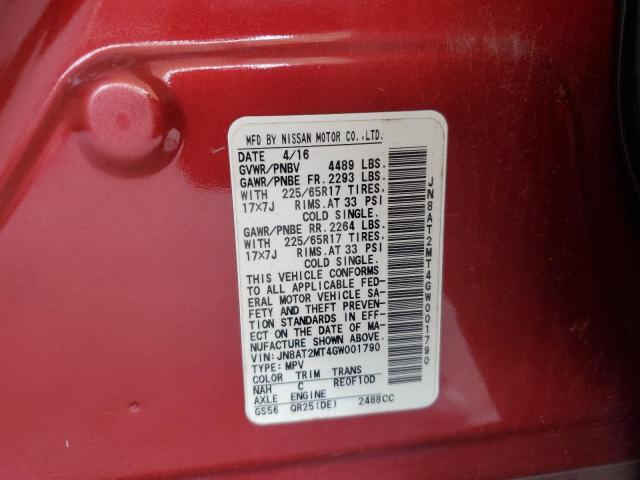 MFD BY NISSAN MOTOR CO.,LTD.
DATE 4/16
GVWR/PNBV 4489 LBS.
GAWR/PNBE FR. 2293 LBS.
WITH 225/65R17 TIRES.
17×7J RIMS.AT 33 PSI
COLD SINGLE.
GAWR/PNBE RR. 2264 LBS.
WITH 225/65R17 TIRES.
17×7J RIMS.AT 33 PSI
COLD SINGLE.
THIS VEHICLE CONFORMS
TO ALL APPLICABLE FED-
ERAL MOTOR VEHICLE SA-
FETY AND THEFT PREVEN-
TION STANDARDS IN EFF-
ECT ON THE DATE OF MA-
NUFACTURE SHOWN ABOVE.
VIN:JN8AT2MT4GW001790
TYPE:MPV
COLOR TRIM TRANS
NAH C RE0F10D
AXLE ENGINE
GS56 QR25(DE) 2488CC
JN8AT2MT4GW001790